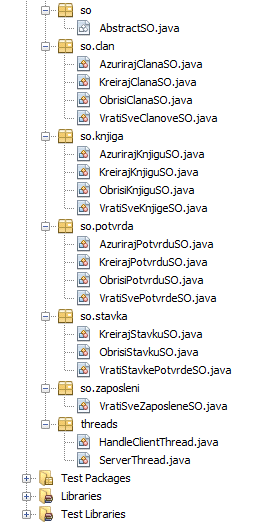 so
AbstractSO.java
so.clan
AzurirajClanaSO.java
KreirajClanaSO.java
ObrisiClanaSO.java
VratiSveClanoveSO.java
so.knjiga
AzurirajKnjiguSO.java
KreirajKnjiguSO.java
ObrisiKnjiguSO.java
VratiSveKnjigeSO.java
so.potvrda
AzurirajPotvrduSO.java
KreirajPotvrduSO.java
ObrisiPotvrduSO.java
VratiSvePotvrdeSO.java
so.stavka
KreirajStavkuSO.java
ObrisiStavkuSO.java
VratiStavkePotvrdeSO.java
so.zaposleni
VratiSveZaposleneSO.java
threads
HandleClientThread.java
ServerThread.java
Test Packages
Libraries
Test Libraries